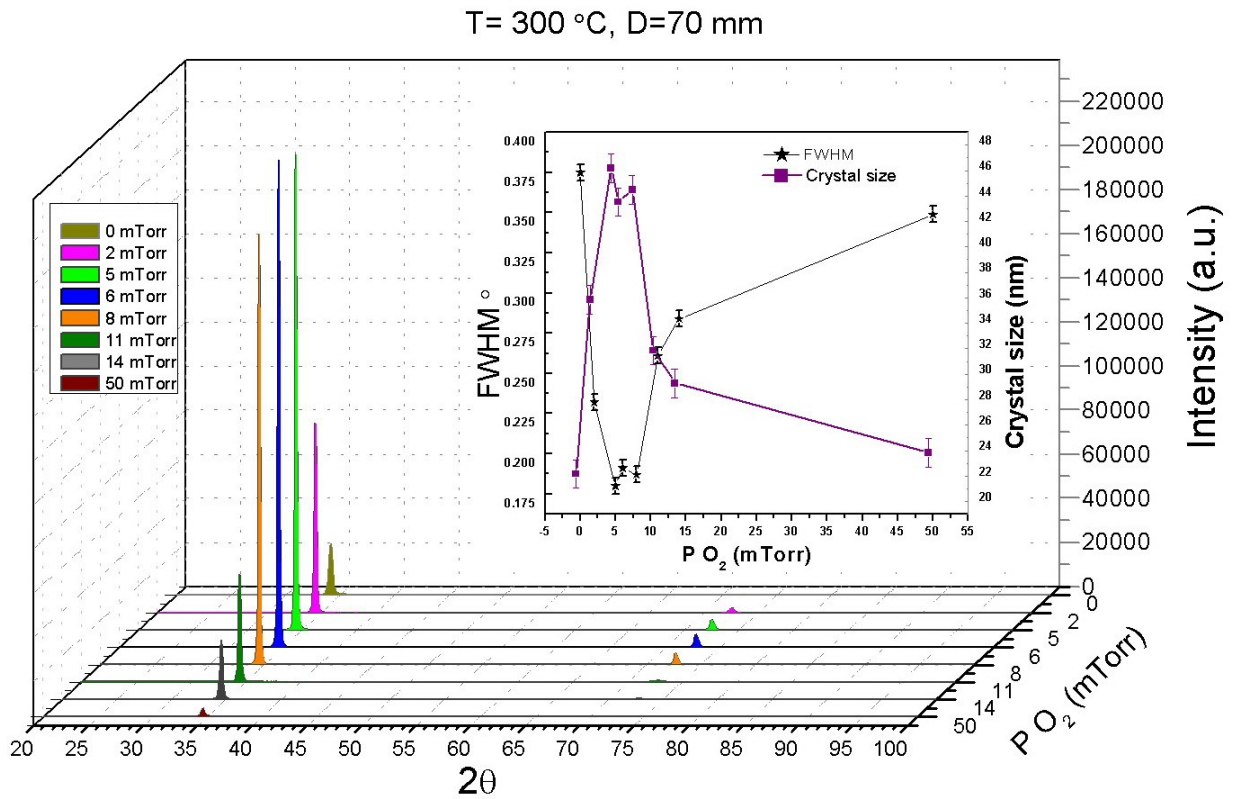 T= 300 °C, D=70 mm
0 mTorr
2 mTorr
5 mTorr
6 mTorr
8 mTorr
11 mTorr
14 mTorr
50 mTorr
FWHM
Crystal size
FWHM °
0.400
0.375
0.350
0.325
0.300
0.275
0.250
0.225
0.200
0.175
48
46
44
42
40
38
36
34
32
30
28
26
24
22
20
Crystal size (nm)
-5 0 5 10 15 20 25 30 35 40 45 50 55
P O₂ (mTorr)
220000
200000
180000
160000
140000
120000
100000
80000
60000
40000
20000
0
Intensity (a.u.)
0
2
5
6
8
11
14
50
P O₂ (mTorr)
20 25 30 35 40 45 50 55 60 65 70 75 80 85 90 95 100
2θ